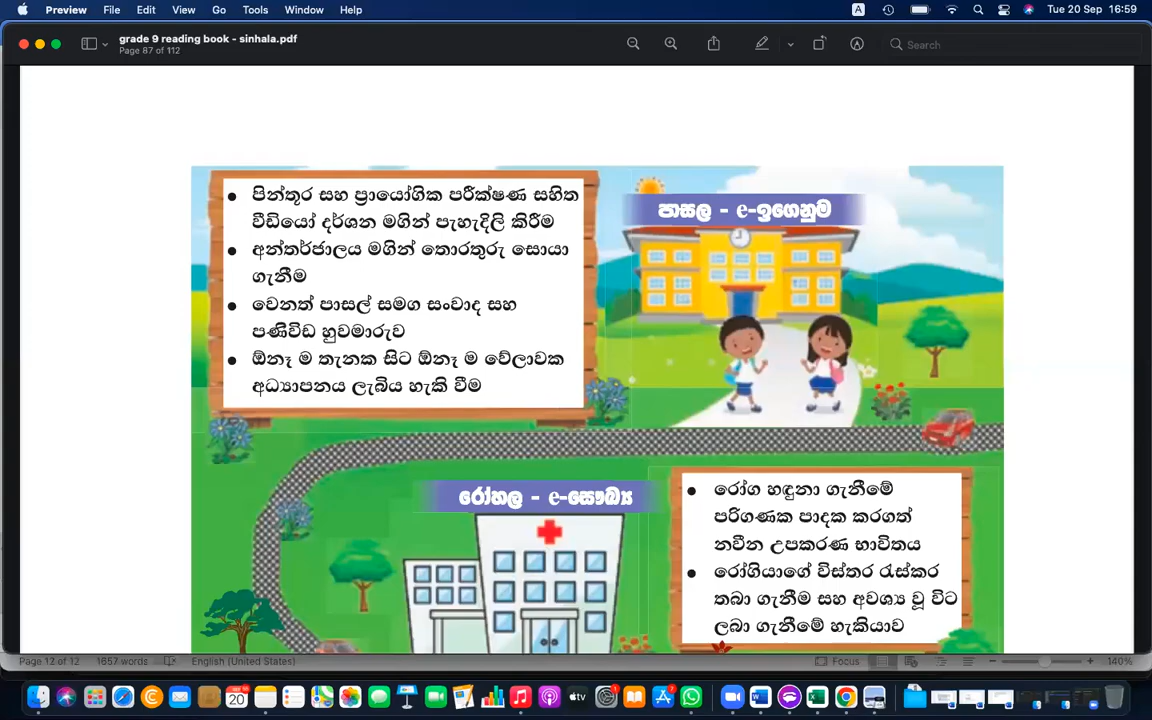 Preview File Edit View Go Tools Window Help A Tue 20 Sep 16:59
grade 9 reading book - sinhala.pdf
Page 87 of 112
Search
● පින්තූර සහ ප්‍රායෝගික පරීක්ෂණ සහිත
වීඩියෝ දර්ශන මගින් පැහැදිලි කිරීම
● අන්තර්ජාලය මගින් තොරතුරු සොයා
ගැනීම
● වෙනත් පාසල් සමග සංවාද සහ
පණිවිඩ හුවමාරුව
● ඕනෑ ම තැනක සිට ඕනෑ ම වේලාවක
අධ්‍යාපනය ලැබිය හැකි වීම
පාසල - e-ඉගෙනුම
රෝහල - e-සෞඛ්‍ය
● රෝග හඳුනා ගැනීමේ
පරිගණක පාදක කරගත්
නවීන උපකරණ භාවිතය
● රෝගියාගේ විස්තර රැස්කර
තබා ගැනීම සහ අවශ්‍ය වූ විට
ලබා ගැනීමේ හැකියාව
Page 12 of 12 1657 words English (United States) Focus 140%
SEP
20
tv